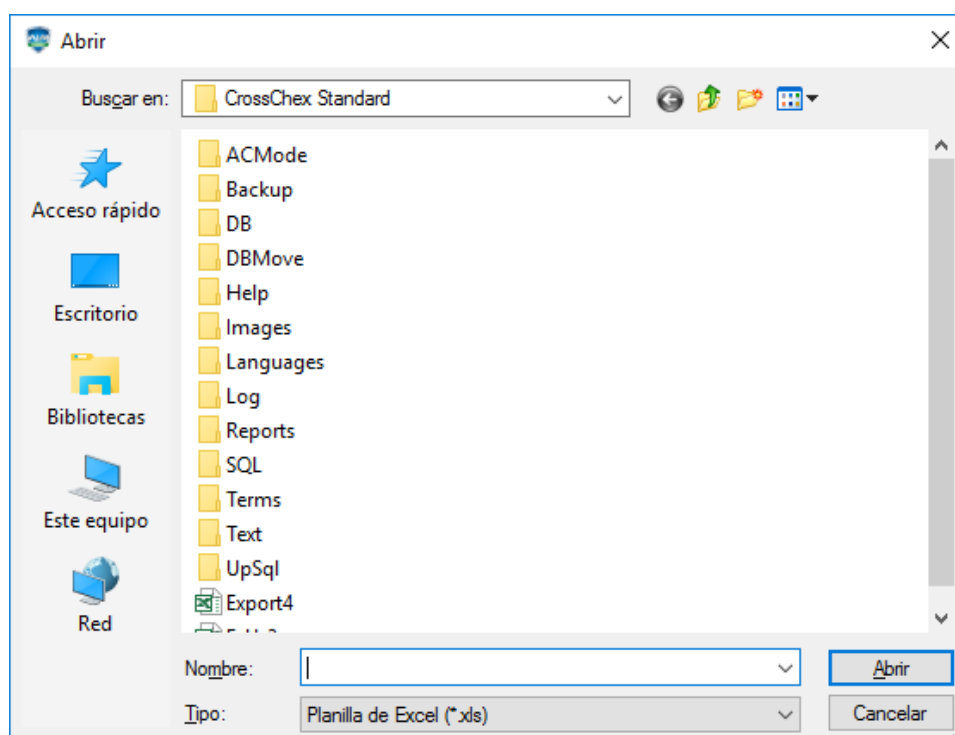 Abrir
Buscar en:
CrossChex Standard
Acceso rápido
Escritorio
Bibliotecas
Este equipo
Red
ACMode
Backup
DB
DBMove
Help
Images
Languages
Log
Reports
SQL
Terms
Text
UpSql
Export4
Nombre:
Abrir
Tipo:
Planilla de Excel (*.xls)
Cancelar